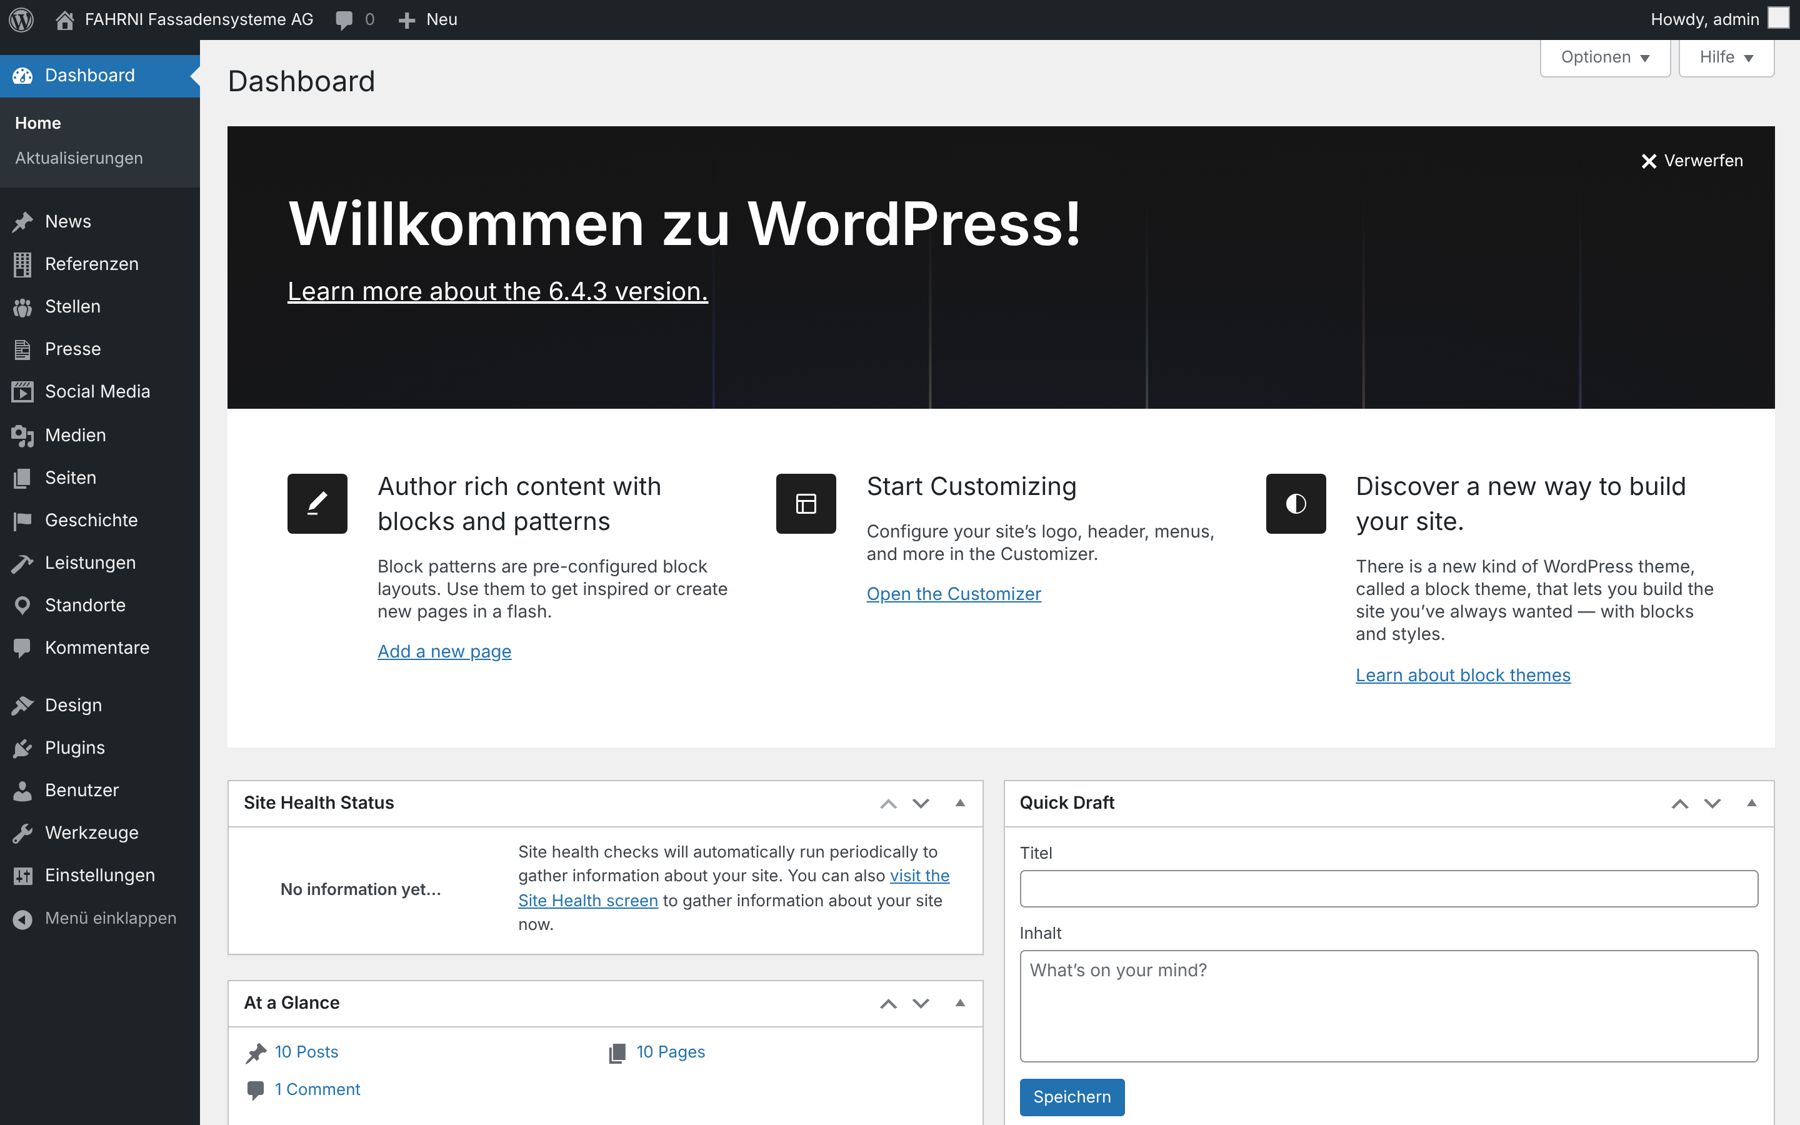 FAHRNI Fassadensysteme AG
0
Neu
Howdy, admin
Dashboard
Home
Aktualisierungen
News
Referenzen
Stellen
Presse
Social Media
Medien
Seiten
Geschichte
Leistungen
Standorte
Kommentare
Design
Plugins
Benutzer
Werkzeuge
Einstellungen
Menü einklappen
Dashboard
Optionen
Hilfe
Verwerfen
Willkommen zu WordPress!
Learn more about the 6.4.3 version.
Author rich content with
blocks and patterns
Block patterns are pre-configured block
layouts. Use them to get inspired or create
new pages in a flash.
Add a new page
Start Customizing
Configure your site’s logo, header, menus,
and more in the Customizer.
Open the Customizer
Discover a new way to build
your site.
There is a new kind of WordPress theme,
called a block theme, that lets you build the
site you’ve always wanted — with blocks
and styles.
Learn about block themes
Site Health Status
No information yet…
Site health checks will automatically run periodically to
gather information about your site. You can also visit the
Site Health screen to gather information about your site
now.
At a Glance
10 Posts
10 Pages
1 Comment
Quick Draft
Titel
Inhalt
What’s on your mind?
Speichern